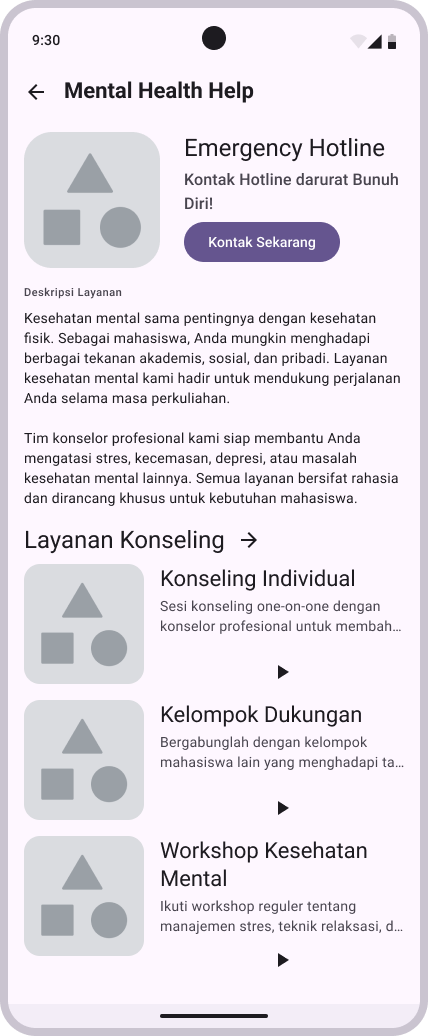 9:30
Mental Health Help
Emergency Hotline
Kontak Hotline darurat Bunuh
Diri!
Kontak Sekarang
Deskripsi Layanan
Kesehatan mental sama pentingnya dengan kesehatan
fisik. Sebagai mahasiswa, Anda mungkin menghadapi
berbagai tekanan akademis, sosial, dan pribadi. Layanan
kesehatan mental kami hadir untuk mendukung perjalanan
Anda selama masa perkuliahan.
Tim konselor profesional kami siap membantu Anda
mengatasi stres, kecemasan, depresi, atau masalah
kesehatan mental lainnya. Semua layanan bersifat rahasia
dan dirancang khusus untuk kebutuhan mahasiswa.
Layanan Konseling
Konseling Individual
Sesi konseling one-on-one dengan
konselor profesional untuk membah…
Kelompok Dukungan
Bergabunglah dengan kelompok
mahasiswa lain yang menghadapi ta…
Workshop Kesehatan
Mental
Ikuti workshop reguler tentang
manajemen stres, teknik relaksasi, d…